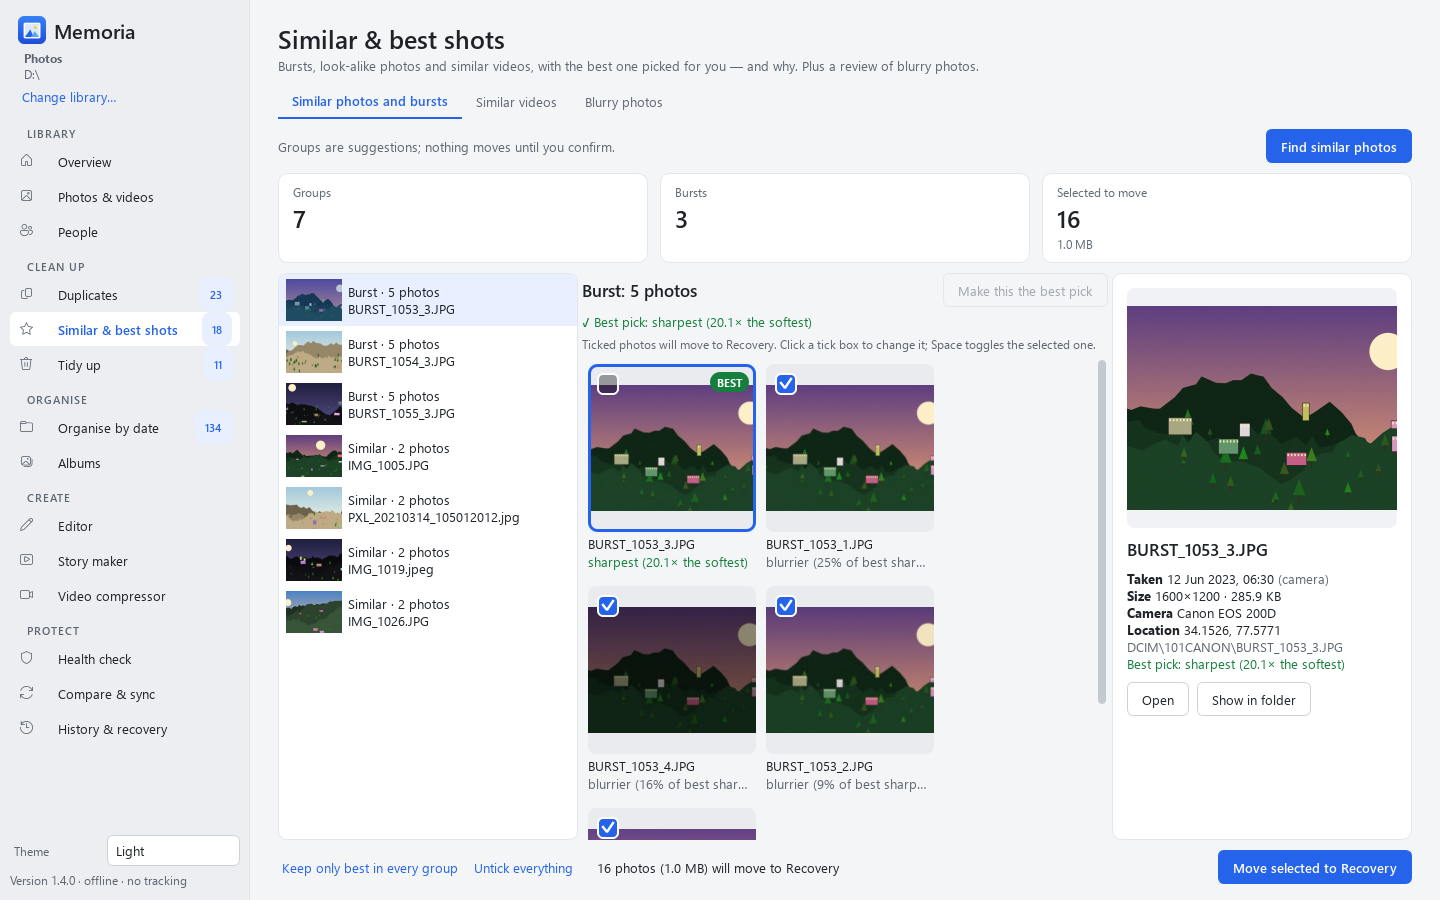 Memoria
Photos
D:\
Change library...
LIBRARY
Overview
Photos & videos
People
CLEAN UP
Duplicates 23
Similar & best shots 18
Tidy up 11
ORGANISE
Organise by date 134
Albums
CREATE
Editor
Story maker
Video compressor
PROTECT
Health check
Compare & sync
History & recovery
Theme Light
Version 1.4.0 · offline · no tracking
Similar & best shots
Bursts, look-alike photos and similar videos, with the best one picked for you — and why. Plus a review of blurry photos.
Similar photos and bursts Similar videos Blurry photos
Groups are suggestions; nothing moves until you confirm.
Find similar photos
Groups
7
Bursts
3
Selected to move
16
1.0 MB
Burst · 5 photos
BURST_1053_3.JPG
Burst · 5 photos
BURST_1054_3.JPG
Burst · 5 photos
BURST_1055_3.JPG
Similar · 2 photos
IMG_1005.JPG
Similar · 2 photos
PXL_20210314_105012012.jpg
Similar · 2 photos
IMG_1019.jpeg
Similar · 2 photos
IMG_1026.JPG
Burst: 5 photos
Make this the best pick
✓ Best pick: sharpest (20.1× the softest)
Ticked photos will move to Recovery. Click a tick box to change it; Space toggles the selected one.
BEST
BURST_1053_3.JPG
sharpest (20.1× the softest)
BURST_1053_1.JPG
blurrier (25% of best shar...
BURST_1053_4.JPG
blurrier (16% of best shar...
BURST_1053_2.JPG
blurrier (9% of best sharp...
BURST_1053_3.JPG
Taken 12 Jun 2023, 06:30 (camera)
Size 1600×1200 · 285.9 KB
Camera Canon EOS 200D
Location 34.1526, 77.5771
DCIM\101CANON\BURST_1053_3.JPG
Best pick: sharpest (20.1× the softest)
Open Show in folder
Keep only best in every group Untick everything 16 photos (1.0 MB) will move to Recovery
Move selected to Recovery